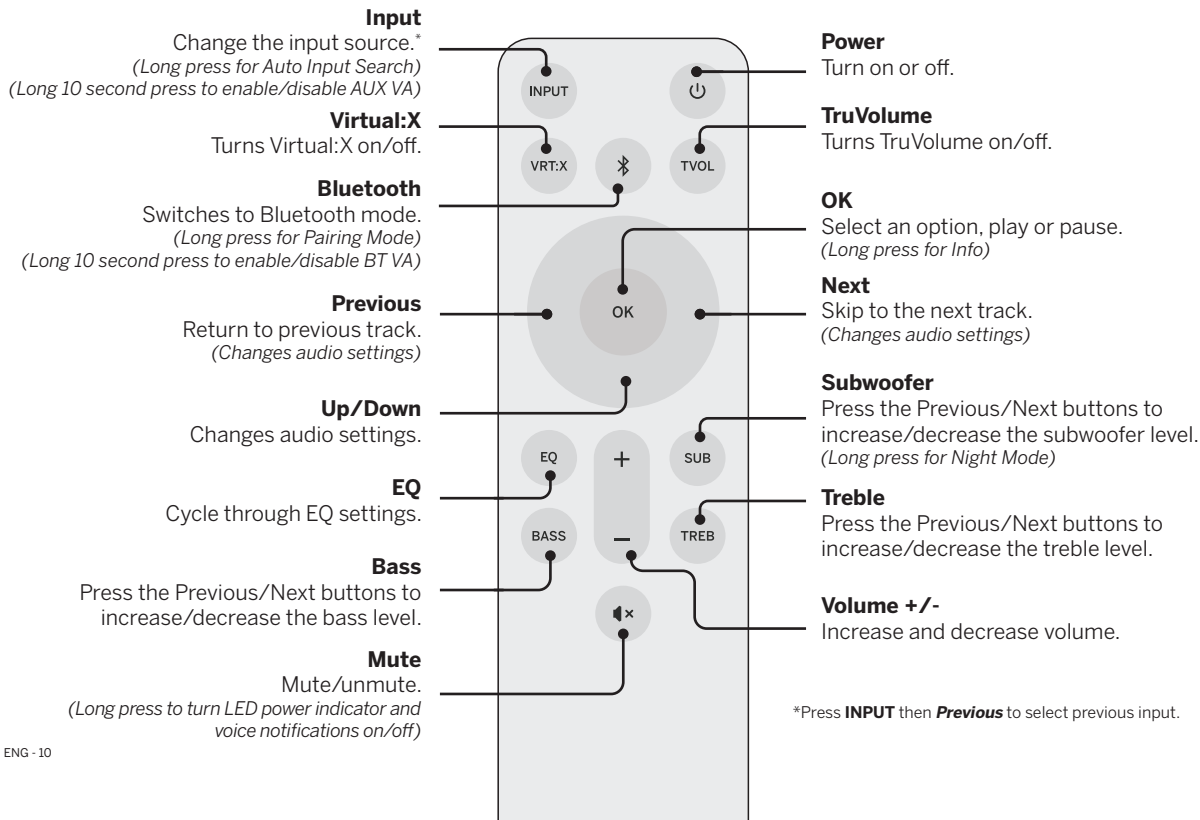 Input
Change the input source.*
(Long press for Auto Input Search)
(Long 10 second press to enable/disable AUX VA)
Virtual:X
Turns Virtual:X on/off.
Bluetooth
Switches to Bluetooth mode.
(Long press for Pairing Mode)
(Long 10 second press to enable/disable BT VA)
Previous
Return to previous track.
(Changes audio settings)
Up/Down
Changes audio settings.
EQ
Cycle through EQ settings.
Bass
Press the Previous/Next buttons to
increase/decrease the bass level.
Mute
Mute/unmute.
(Long press to turn LED power indicator and
voice notifications on/off)
ENG - 10
INPUT
VRT:X
TVOL
OK
EQ
+
SUB
BASS
–
TREB
Power
Turn on or off.
TruVolume
Turns TruVolume on/off.
OK
Select an option, play or pause.
(Long press for Info)
Next
Skip to the next track.
(Changes audio settings)
Subwoofer
Press the Previous/Next buttons to
increase/decrease the subwoofer level.
(Long press for Night Mode)
Treble
Press the Previous/Next buttons to
increase/decrease the treble level.
Volume +/-
Increase and decrease volume.
*Press INPUT then Previous to select previous input.